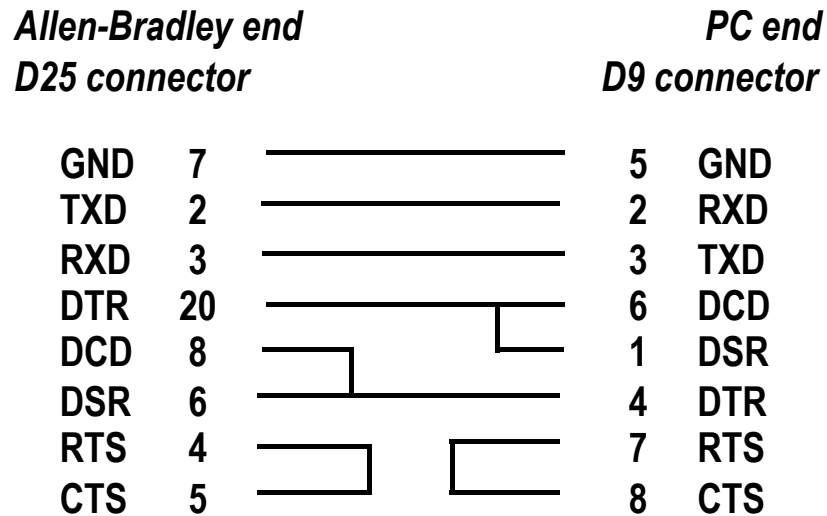 Allen-Bradley end PC end
D25 connector D9 connector
GND 7 5 GND
TXD 2 2 RXD
RXD 3 3 TXD
DTR 20 6 DCD
DCD 8 1 DSR
DSR 6 4 DTR
RTS 4 7 RTS
CTS 5 8 CTS